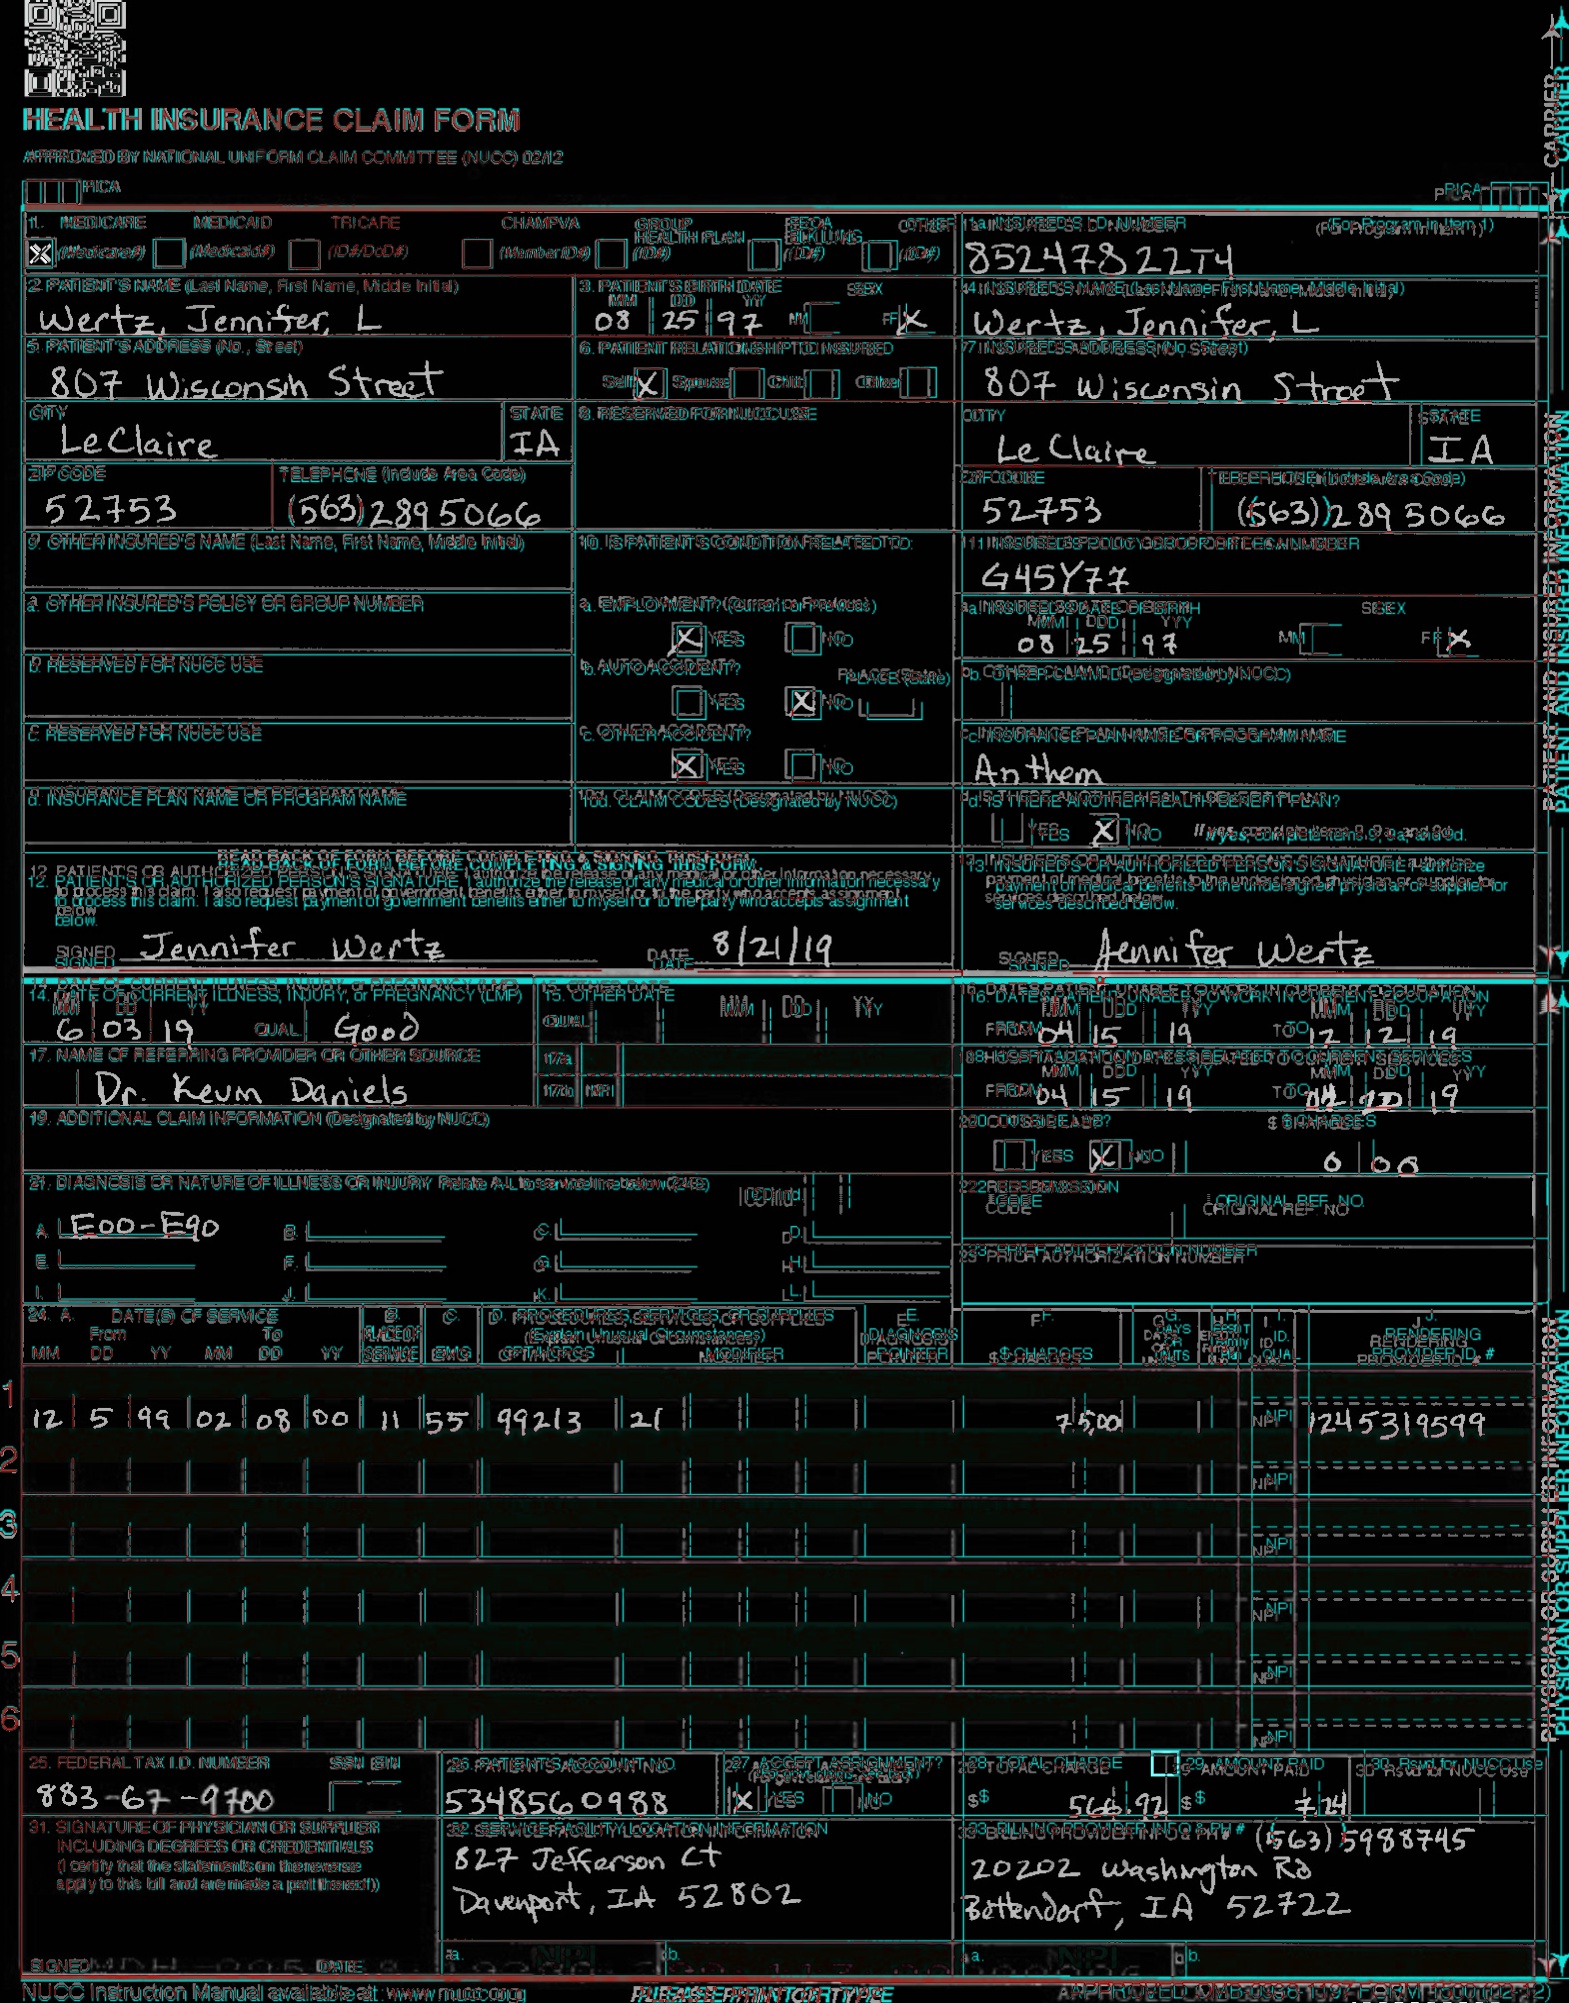 HEALTH INSURANCE CLAIM FORM
APPROVED BY NATIONAL UNIFORM CLAIM COMMITTEE (NUCC) 02/12
PICA PICA
CARRIER
1. MEDICARE MEDICAID TRICARE CHAMPVA GROUP HEALTH PLAN FECA BLK LUNG OTHER
(Medicare#) (Medicaid#) (ID#/DoD#) (Member ID#) (ID#) (ID#) (ID#)
1a. INSURED'S I.D. NUMBER (For Program in Item 1)
85247822T4
2. PATIENT'S NAME (Last Name, First Name, Middle Initial)
Wertz, Jennifer, L
3. PATIENT'S BIRTH DATE SEX
MM DD YY
08 25 97 M F X
4. INSURED'S NAME (Last Name, First Name, Middle Initial)
Wertz, Jennifer, L
5. PATIENT'S ADDRESS (No., Street)
807 Wisconsin Street
6. PATIENT RELATIONSHIP TO INSURED
Self X Spouse Child Other
7. INSURED'S ADDRESS (No., Street)
807 Wisconsin Street
CITY STATE
LeClaire IA
8. RESERVED FOR NUCC USE
CITY STATE
Le Claire IA
ZIP CODE TELEPHONE (Include Area Code)
52753 (563) 289 5066
ZIP CODE TELEPHONE (Include Area Code)
52753 (563) 289 5066
9. OTHER INSURED'S NAME (Last Name, First Name, Middle Initial)
10. IS PATIENT'S CONDITION RELATED TO:
11. INSURED'S POLICY GROUP OR FECA NUMBER
G45Y77
a. OTHER INSURED'S POLICY OR GROUP NUMBER
a. EMPLOYMENT? (Current or Previous)
X YES NO
a. INSURED'S DATE OF BIRTH SEX
MM DD YY
08 25 97 M F X
b. RESERVED FOR NUCC USE
b. AUTO ACCIDENT? PLACE (State)
YES X NO
b. OTHER CLAIM ID (Designated by NUCC)
c. RESERVED FOR NUCC USE
c. OTHER ACCIDENT?
X YES NO
c. INSURANCE PLAN NAME OR PROGRAM NAME
Anthem
d. INSURANCE PLAN NAME OR PROGRAM NAME
10d. CLAIM CODES (Designated by NUCC)
d. IS THERE ANOTHER HEALTH BENEFIT PLAN?
YES X NO If yes, complete items 9, 9a, and 9d.
READ BACK OF FORM BEFORE COMPLETING & SIGNING THIS FORM.
12. PATIENT'S OR AUTHORIZED PERSON'S SIGNATURE I authorize the release of any medical or other information necessary
to process this claim. I also request payment of government benefits either to myself or to the party who accepts assignment
below.
SIGNED Jennifer Wertz DATE 8/21/19
13. INSURED'S OR AUTHORIZED PERSON'S SIGNATURE I authorize
payment of medical benefits to the undersigned physician or supplier for
services described below.
SIGNED Jennifer Wertz
PATIENT AND INSURED INFORMATION
14. DATE OF CURRENT ILLNESS, INJURY, or PREGNANCY (LMP)
MM DD YY
6 03 19 QUAL. Good
15. OTHER DATE
QUAL. MM DD YY
16. DATES PATIENT UNABLE TO WORK IN CURRENT OCCUPATION
MM DD YY MM DD YY
FROM 04 15 19 TO 12 12 19
17. NAME OF REFERRING PROVIDER OR OTHER SOURCE
Dr. Kevin Daniels
17a.
17b. NPI
18. HOSPITALIZATION DATES RELATED TO CURRENT SERVICES
MM DD YY MM DD YY
FROM 04 15 19 TO 19
19. ADDITIONAL CLAIM INFORMATION (Designated by NUCC)
20. OUTSIDE LAB? $ CHARGES
YES X NO 0 00
21. DIAGNOSIS OR NATURE OF ILLNESS OR INJURY Relate A-L to service line below (24E) ICD Ind.
A. E00-E90 B. C. D.
E. F. G. H.
I. J. K. L.
22. RESUBMISSION
CODE ORIGINAL REF. NO.
23. PRIOR AUTHORIZATION NUMBER
24. A. DATE(S) OF SERVICE B. C. D. PROCEDURES, SERVICES, OR SUPPLIES E. F. G. H. I. J.
From To PLACE OF (Explain Unusual Circumstances) DIAGNOSIS DAYS OR UNITS EPSDT Family Plan ID. RENDERING
MM DD YY MM DD YY SERVICE EMG CPT/HCPCS MODIFIER POINTER $ CHARGES QUAL. PROVIDER ID. #
1
12 5 99 02 08 00 11 55 99213 21 75,00 NPI 1245319599
2 NPI
3 NPI
4 NPI
5 NPI
6 NPI
25. FEDERAL TAX I.D. NUMBER SSN EIN
883-67-9700
26. PATIENT'S ACCOUNT NO.
5348560988
27. ACCEPT ASSIGNMENT?
(For govt. claims, see back)
X YES NO
28. TOTAL CHARGE
$ 566.92
29. AMOUNT PAID
$ 7.24
30. Rsvd for NUCC Use
31. SIGNATURE OF PHYSICIAN OR SUPPLIER
INCLUDING DEGREES OR CREDENTIALS
(I certify that the statements on the reverse
apply to this bill and are made a part thereof.)
SIGNED DATE
32. SERVICE FACILITY LOCATION INFORMATION
827 Jefferson Ct
Davenport, IA 52802
a. b.
33. BILLING PROVIDER INFO & PH # (563) 5988745
20202 Washington RD
Bettendorf, IA 52722
a. b.
PHYSICIAN OR SUPPLIER INFORMATION
NUCC Instruction Manual available at: www.nucc.org
PLEASE PRINT OR TYPE